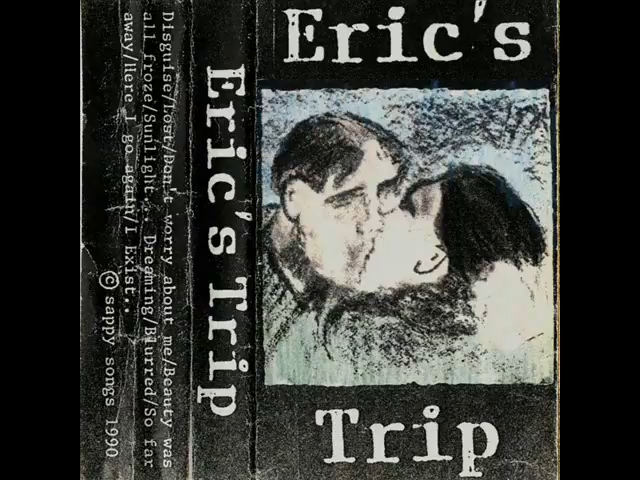 Eric's
Trip
Eric's Trip
Disguise/Lost/Don't worry about me/Beauty was
all froze/Sunlight... Dreaming/Blurred/So far
away/Here I go again/I Exist..
© sappy songs 1990